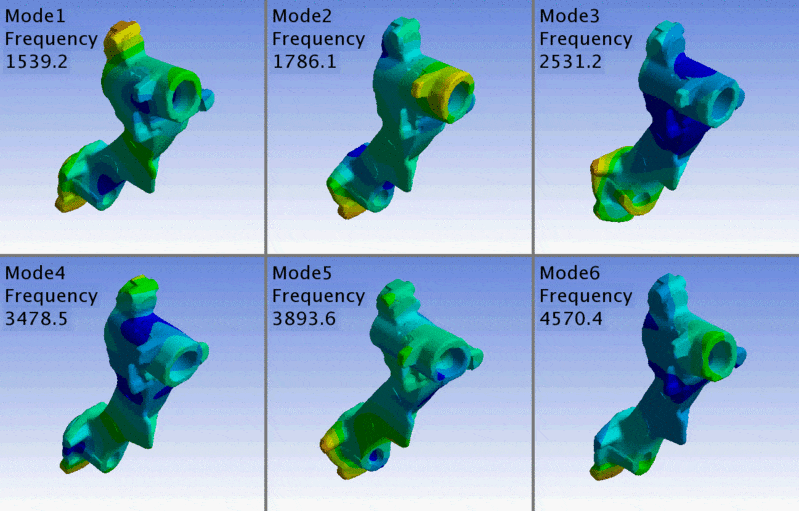 Mode1
Frequency
1539.2
Mode2
Frequency
1786.1
Mode3
Frequency
2531.2
Mode4
Frequency
3478.5
Mode5
Frequency
3893.6
Mode6
Frequency
4570.4